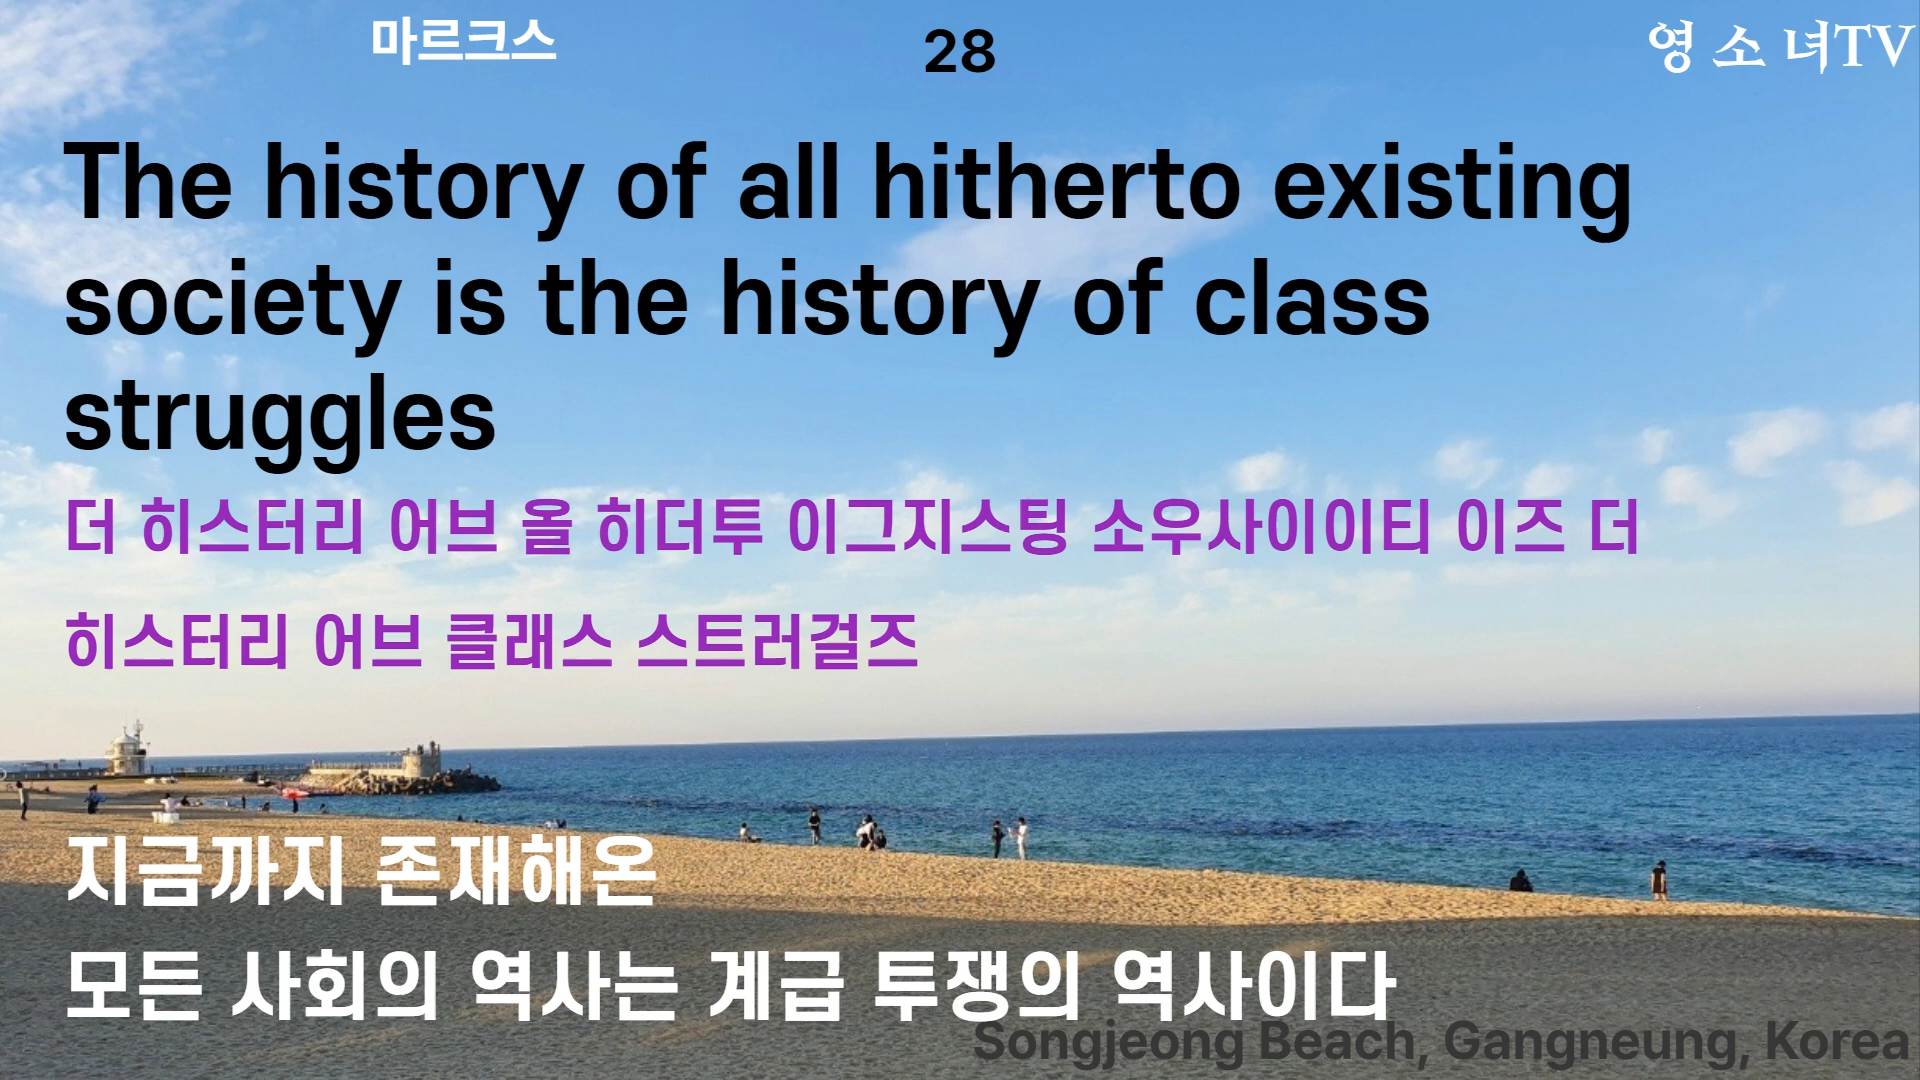 마르크스
28
영 소 녀TV
The history of all hitherto existing
society is the history of class
struggles
더 히스터리 어브 올 히더투 이그지스팅 소우사이이티 이즈 더
히스터리 어브 클래스 스트러걸즈
지금까지 존재해온
모든 사회의 역사는 계급 투쟁의 역사이다
Songjeong Beach, Gangneung, Korea